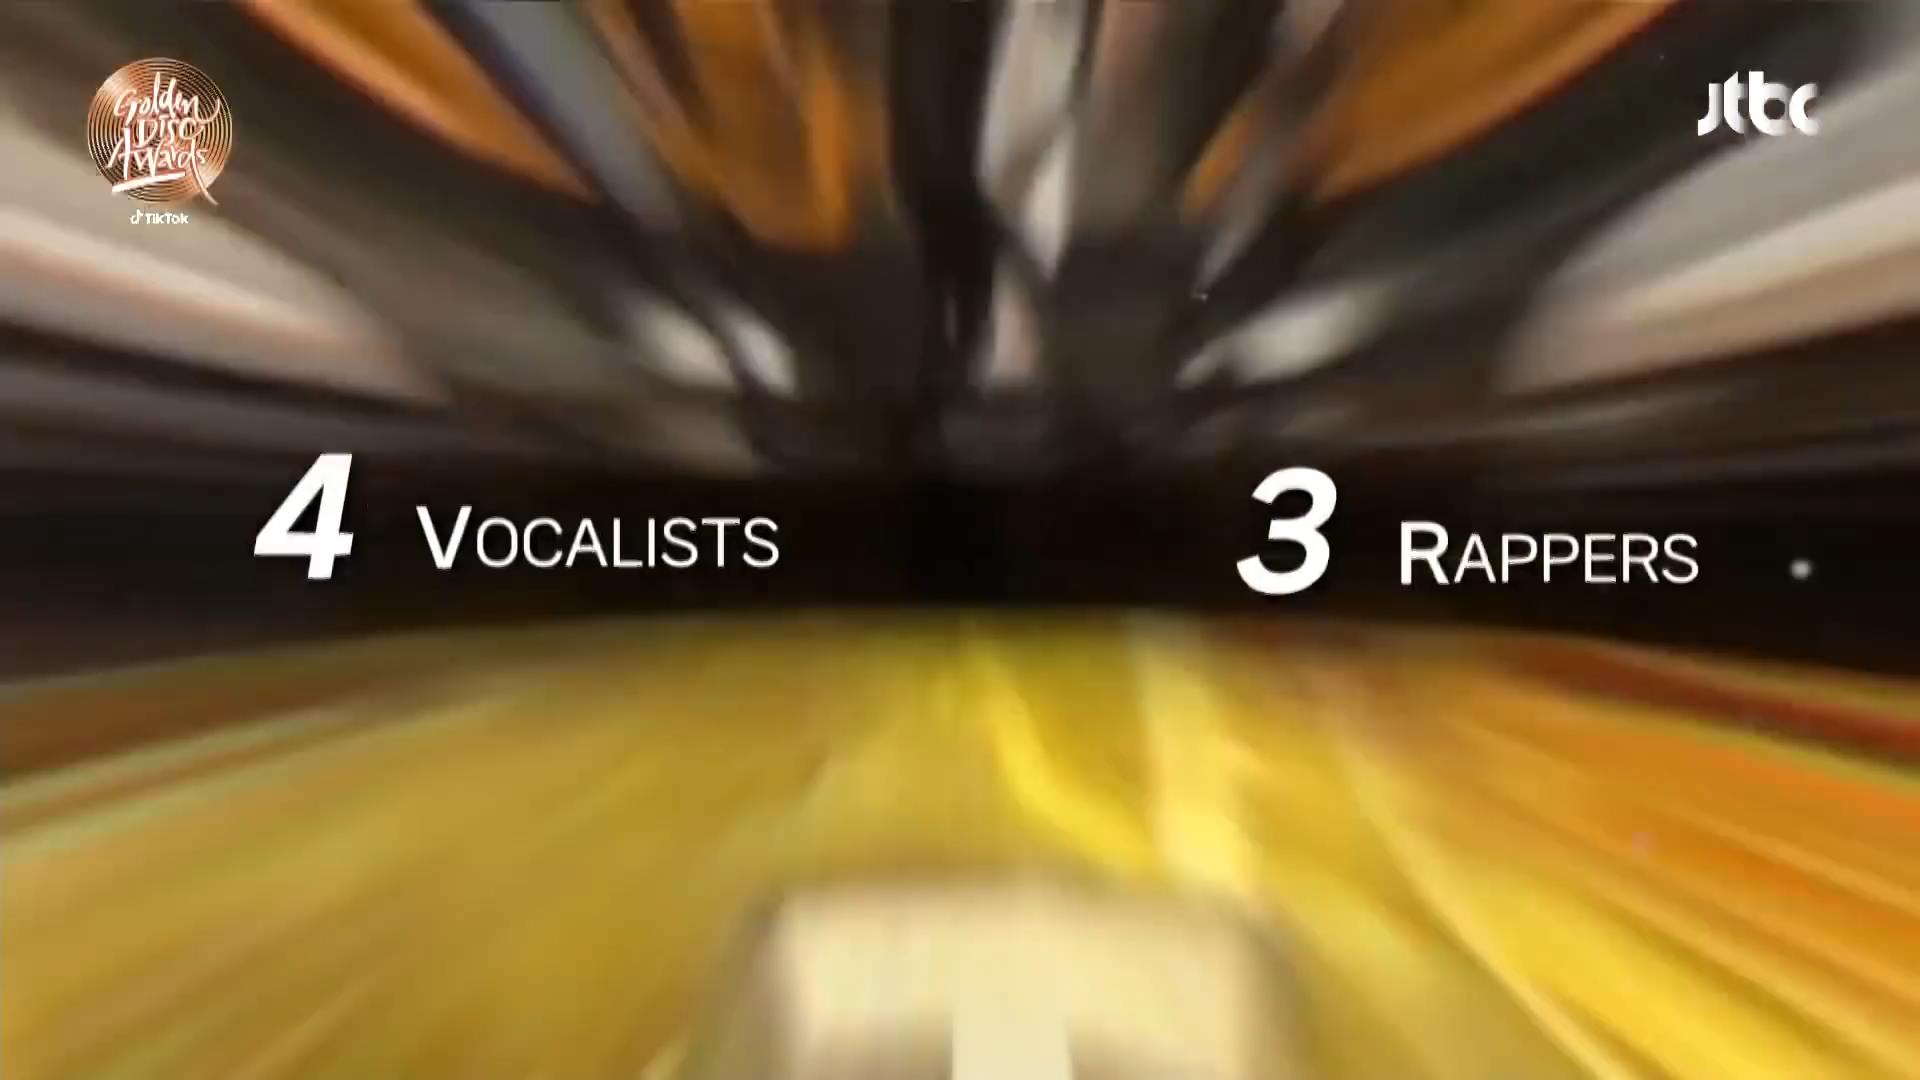 Golden
Disc
Awards
TikTok
jtbc
4 VOCALISTS
3 RAPPERS